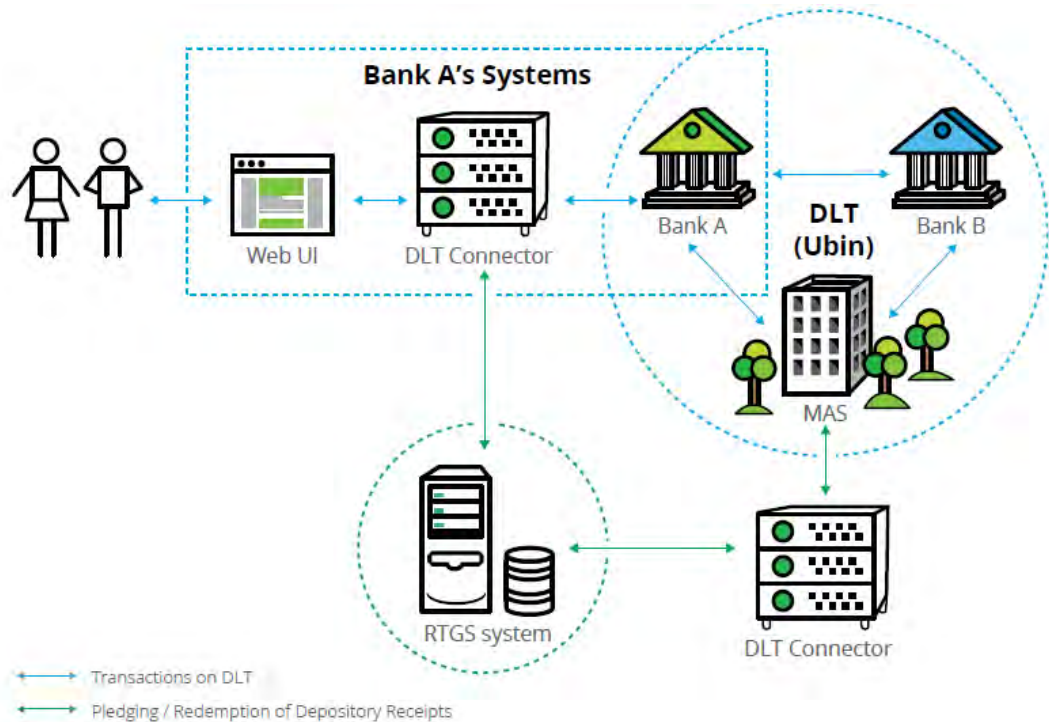 Bank A's Systems
Web UI
DLT Connector
Bank A
Bank B
DLT
(Ubin)
MAS
RTGS system
DLT Connector
Transactions on DLT
Pledging / Redemption of Depository Receipts